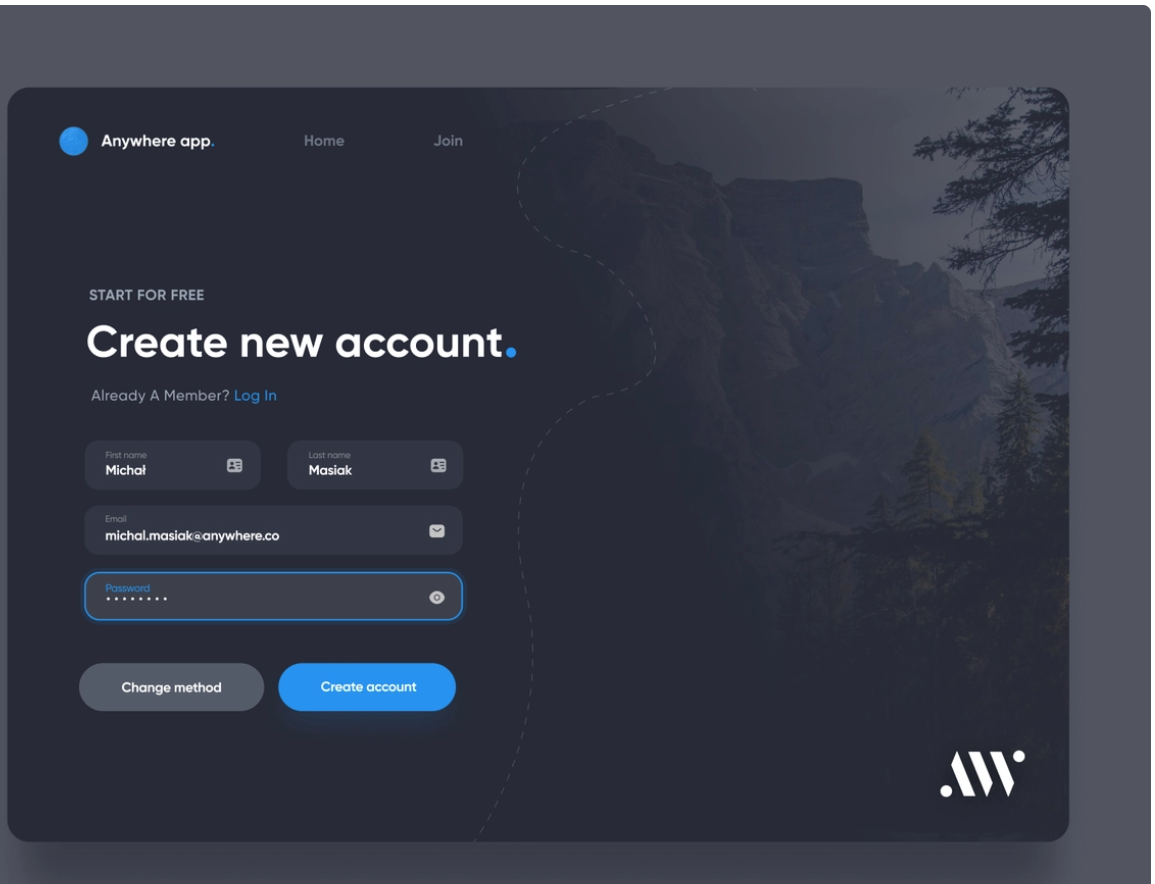 Anywhere app.
Home
Join
START FOR FREE
Create new account.
Already A Member? Log In
First name
Michał
Last name
Masiak
Email
michal.masiak@anywhere.co
Password
••••••••
Change method
Create account
.AW